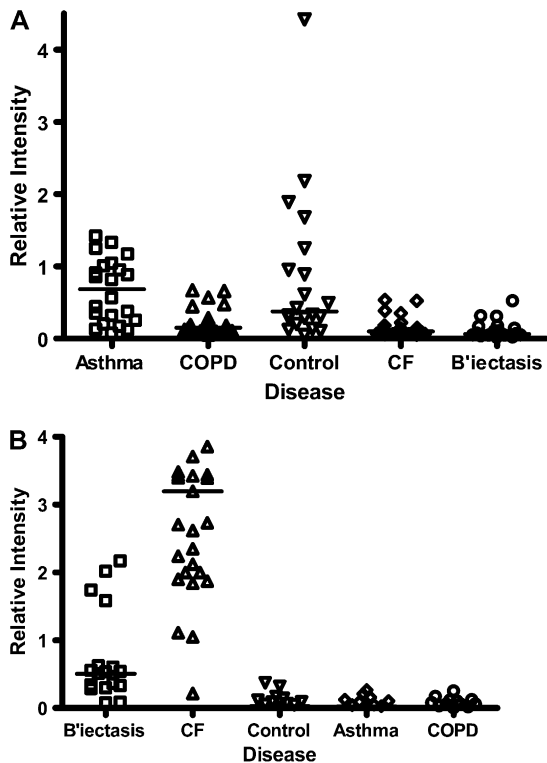 A
Relative Intensity
4
3
2
1
0
Asthma COPD Control CF B'iectasis
Disease
B
Relative Intensity
4
3
2
1
0
B'iectasis CF Control Asthma COPD
Disease